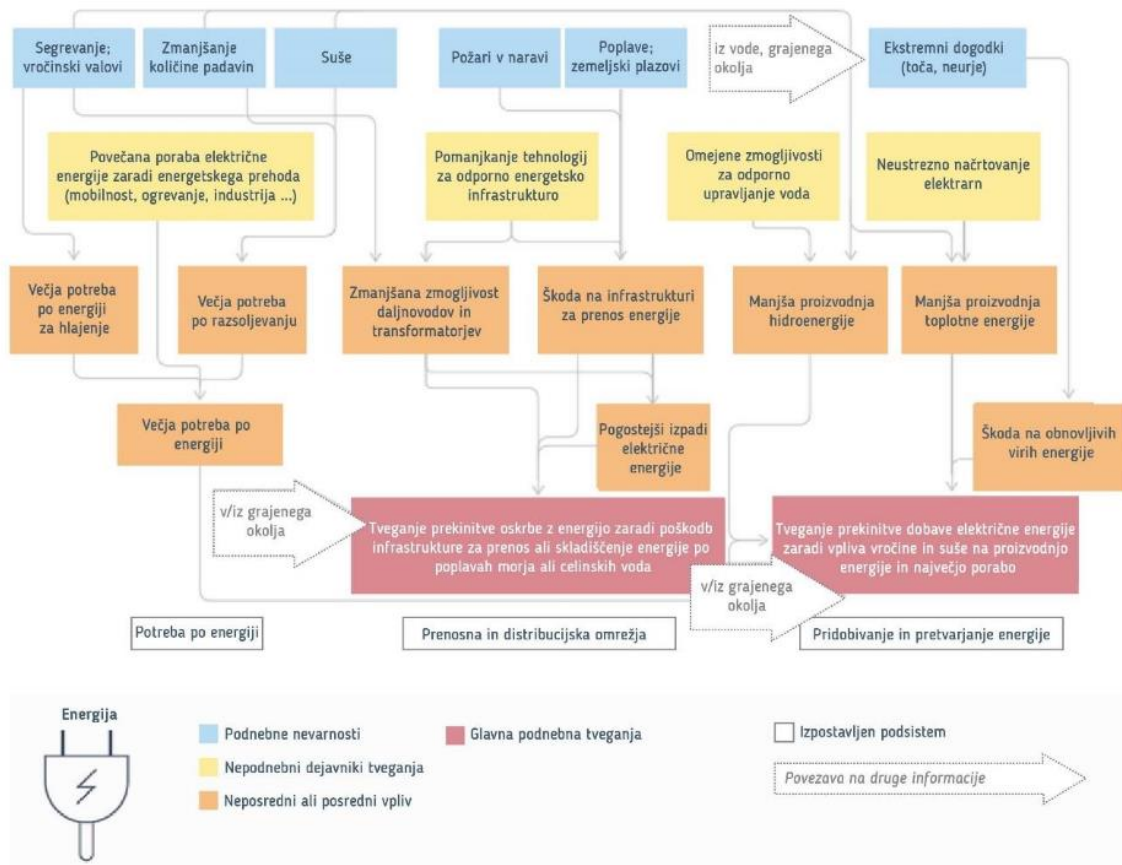 Segrevanje;
vročinski valovi
Zmanjšanje
količine padavin
Suše
Požari v naravi
Poplave;
zemeljski plazovi
iz vode, grajenega
okolja
Ekstremni dogodki
(toča, neurje)
Povečana poraba električne
energije zaradi energetskega prehoda
(mobilnost, ogrevanje, industrija ...)
Pomanjkanje tehnologij
za odporno energetsko
infrastrukturo
Omejene zmogljivosti
za odporno
upravljanje voda
Neustrezno načrtovanje
elektrarn
Večja potreba
po energiji
za hlajenje
Večja potreba
po razsoljevanju
Zmanjšana zmogljivost
daljnovodov in
transformatorjev
Škoda na infrastrukturi
za prenos energije
Manjša proizvodnja
hidroenergije
Manjša proizvodnja
toplotne energije
Večja potreba po
energiji
Pogostejši izpadi
električne
energije
Škoda na obnovljivih
virih energije
v/iz grajenega
okolja
Tveganje prekinitve oskrbe z energijo zaradi poškodb
infrastrukture za prenos ali skladiščenje energije po
poplavah morja ali celinskih voda
v/iz grajenega
okolja
Tveganje prekinitve dobave električne energije
zaradi vpliva vročine in suše na proizvodnjo
energije in največjo porabo
Potreba po energiji
Prenosna in distribucijska omrežja
Pridobivanje in pretvarjanje energije
Energija
Podnebne nevarnosti
Nepodnebni dejavniki tveganja
Neposredni ali posredni vpliv
Glavna podnebna tveganja
Izpostavljen podsistem
Povezava na druge informacije